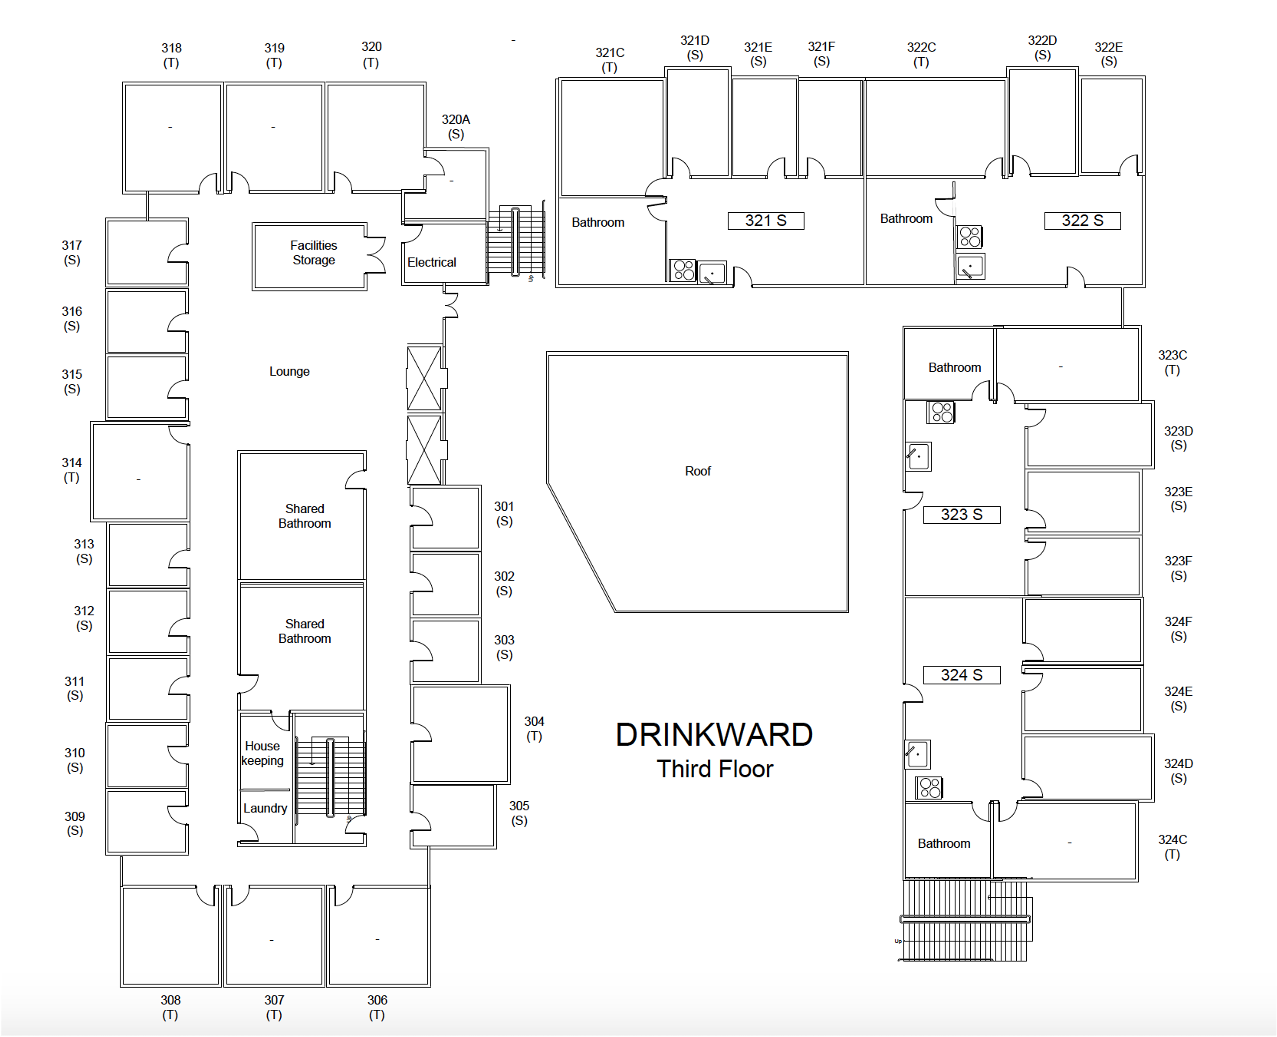 318
(T)
319
(T)
320
(T)
320A
(S)
321C
(T)
321D
(S)
321E
(S)
321F
(S)
322C
(T)
322D
(S)
322E
(S)
Bathroom
321 S
Bathroom
322 S
317
(S)
Facilities
Storage
Electrical
316
(S)
315
(S)
Lounge
314
(T)
313
(S)
312
(S)
311
(S)
310
(S)
309
(S)
Shared
Bathroom
Shared
Bathroom
House
keeping
Laundry
301
(S)
302
(S)
303
(S)
304
(T)
305
(S)
308
(T)
307
(T)
306
(T)
Roof
DRINKWARD
Third Floor
Bathroom
323C
(T)
323D
(S)
323E
(S)
323 S
323F
(S)
324F
(S)
324 S
324E
(S)
324D
(S)
Bathroom
324C
(T)
Up